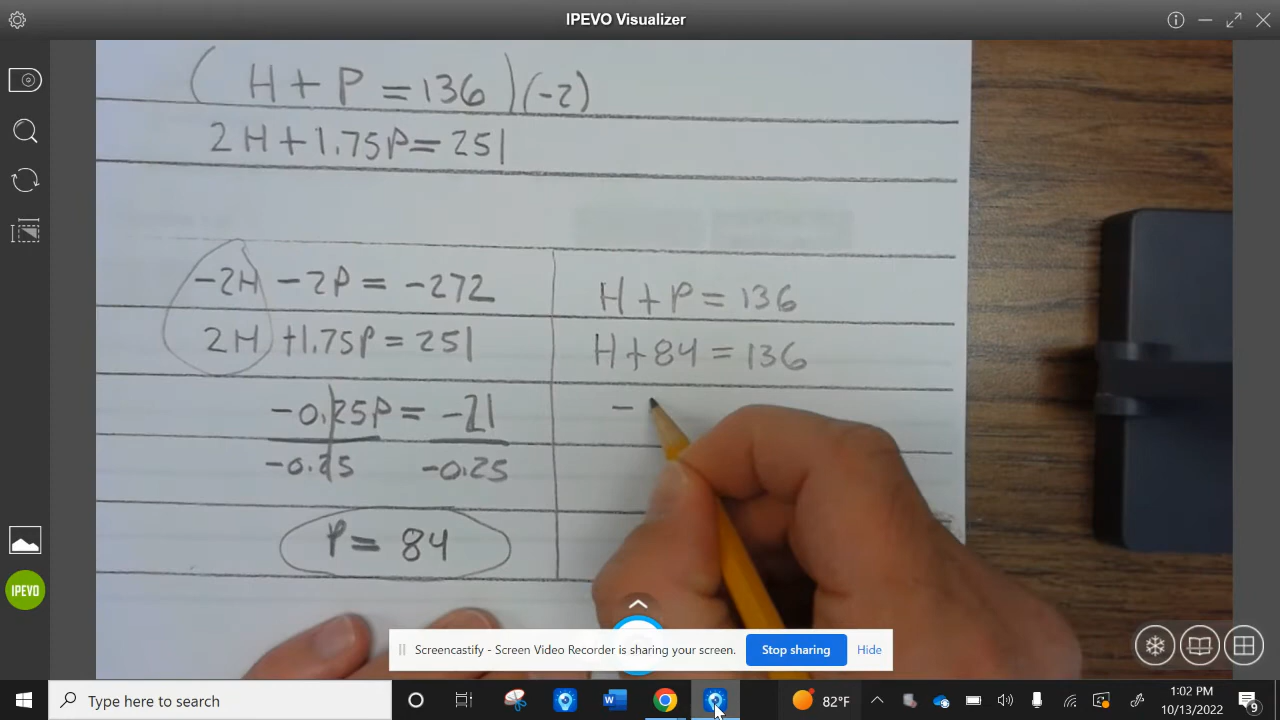 IPEVO Visualizer
(H + P = 136)(-2)
2H + 1.75P = 251
-2H - 2P = -272
2H + 1.75P = 251
-0.25P = -21
-0.25 -0.25
P = 84
H + P = 136
H + 84 = 136
-
IPEVO
Screencastify - Screen Video Recorder is sharing your screen.
Stop sharing
Hide
Type here to search
82°F
1:02 PM
10/13/2022
9